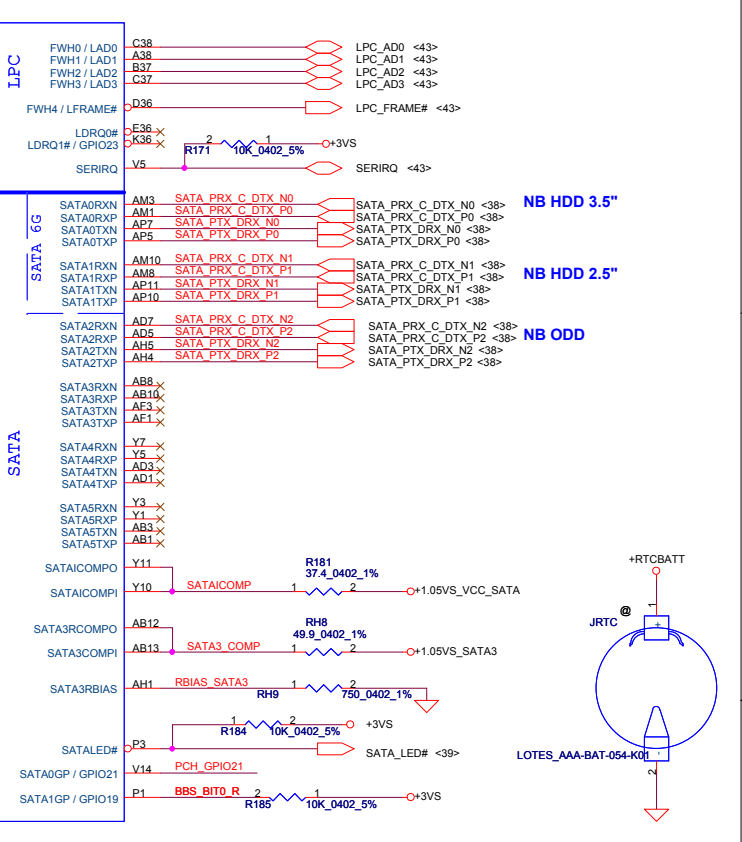 LPC
FWH0 / LAD0 C38 LPC_AD0 <43>
FWH1 / LAD1 A38 LPC_AD1 <43>
FWH2 / LAD2 B37 LPC_AD2 <43>
FWH3 / LAD3 C37 LPC_AD3 <43>
FWH4 / LFRAME# D36 LPC_FRAME# <43>
LDRQ0# E36
LDRQ1# / GPIO23 K36
2 1
R171 10K_0402_5% +3VS
SERIRQ V5 SERIRQ <43>
SATA 6G
SATA0RXN AM3 SATA_PRX_C_DTX_N0 SATA_PRX_C_DTX_N0 <38> NB HDD 3.5"
SATA0RXP AM1 SATA_PRX_C_DTX_P0 SATA_PRX_C_DTX_P0 <38>
SATA0TXN AP7 SATA_PTX_DRX_N0 SATA_PTX_DRX_N0 <38>
SATA0TXP AP5 SATA_PTX_DRX_P0 SATA_PTX_DRX_P0 <38>
SATA1RXN AM10 SATA_PRX_C_DTX_N1 SATA_PRX_C_DTX_N1 <38>
SATA1RXP AM8 SATA_PRX_C_DTX_P1 SATA_PRX_C_DTX_P1 <38> NB HDD 2.5"
SATA1TXN AP11 SATA_PTX_DRX_N1 SATA_PTX_DRX_N1 <38>
SATA1TXP AP10 SATA_PTX_DRX_P1 SATA_PTX_DRX_P1 <38>
SATA
SATA2RXN AD7 SATA_PRX_C_DTX_N2 SATA_PRX_C_DTX_N2 <38>
SATA2RXP AD5 SATA_PRX_C_DTX_P2 SATA_PRX_C_DTX_P2 <38> NB ODD
SATA2TXN AH5 SATA_PTX_DRX_N2 SATA_PTX_DRX_N2 <38>
SATA2TXP AH4 SATA_PTX_DRX_P2 SATA_PTX_DRX_P2 <38>
SATA3RXN AB8
SATA3RXP AB10
SATA3TXN AF3
SATA3TXP AF1
SATA4RXN Y7
SATA4RXP Y5
SATA4TXN AD3
SATA4TXP AD1
SATA5RXN Y3
SATA5RXP Y1
SATA5TXN AB3
SATA5TXP AB1
SATAICOMPO Y11
R181
37.4_0402_1%
SATAICOMPI Y10 SATAICOMP 1 2 +1.05VS_VCC_SATA
SATA3RCOMPO AB12
RH8
49.9_0402_1%
SATA3COMPI AB13 SATA3_COMP 1 2 +1.05VS_SATA3
SATA3RBIAS AH1 RBIAS_SATA3 1 2
RH9 750_0402_1%
1 2 +3VS
R184 10K_0402_5%
SATALED# P3 SATA_LED# <39>
SATA0GP / GPIO21 V14 PCH_GPIO21
SATA1GP / GPIO19 P1 BBS_BIT0_R 2 1 +3VS
R185 10K_0402_5%
+RTCBATT
1
@
JRTC
+
-
LOTES_AAA-BAT-054-K01
2